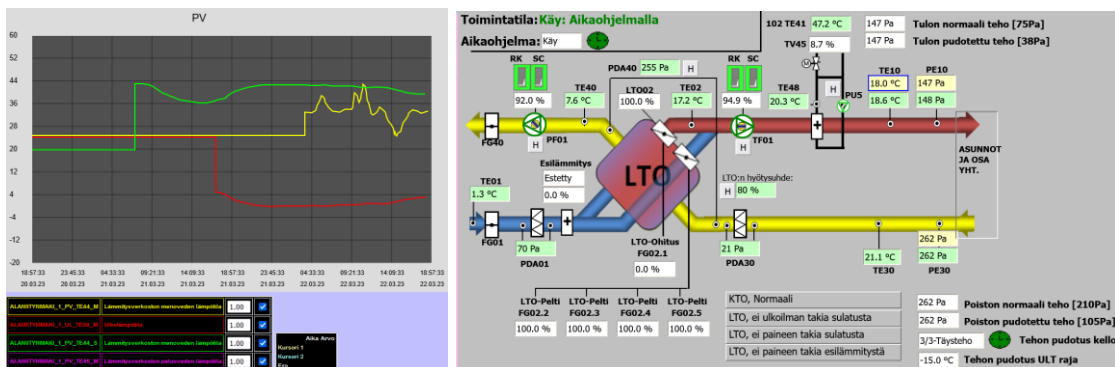 PV
60
52
44
36
28
20
12
4
-4
-12
-20
18:57:33 23:45:33 04:33:33 09:21:33 14:09:33 18:57:33 23:45:33 04:33:33 09:21:33 14:09:33 18:57:33
20.03.23 20.03.23 21.03.23 21.03.23 21.03.23 21.03.23 21.03.23 22.03.23 22.03.23 22.03.23 22.03.23
ALANIITYNMAKI_1_PV_TE44_M Lämmitysverkoston menoveden lämpötila 1.00
Ulkolämpötila 1.00
ALANIITYNMAKI_1_PV_TE44_S Lämmitysverkoston menoveden lämpötila 1.00
ALANIITYNMAKI_1_PV_TE45_M Lämmitysverkoston paluuveden lämpötila 1.00
Aika Arvo
Kursori 1
Kursori 2
Ero
Toimintatila: Käy: Aikaohjelmalla
Aikaohjelma: Käy
102 TE41 47.2 °C
TV45 8.7 %
M
147 Pa Tulon normaali teho [75Pa]
147 Pa Tulon pudotettu teho [38Pa]
RK SC
92.0 %
TE40
7.6 °C
PDA40 255 Pa H
LTO02
100.0 %
TE02
17.2 °C
RK SC
94.9 %
TE48
20.3 °C
H
PU5
TE10
18.0 °C
18.6 °C
PE10
147 Pa
148 Pa
FG40
PF01
H
TF01
H
ASUNNOT
JA OSA
YHT.
Esilämmitys
Estetty
0.0 %
LTO
LTO:n hyötysuhde:
H 80 %
TE01
1.3 °C
FG01
70 Pa
PDA01
LTO-Ohitus
FG02.1
0.0 %
21 Pa
PDA30
21.1 °C
TE30
262 Pa
262 Pa
PE30
LTO-Pelti LTO-Pelti LTO-Pelti LTO-Pelti
FG02.2 FG02.3 FG02.4 FG02.5
100.0 % 100.0 % 100.0 % 100.0 %
KTO, Normaali
LTO, ei ulkoilman takia sulatusta
LTO, ei paineen takia sulatusta
LTO, ei paineen takia esilämmitystä
262 Pa Poiston normaali teho [210Pa]
262 Pa Poiston pudotettu teho [105Pa]
3/3-Täysteho Tehon pudotus kello
-15.0 °C Tehon pudotus ULT raja